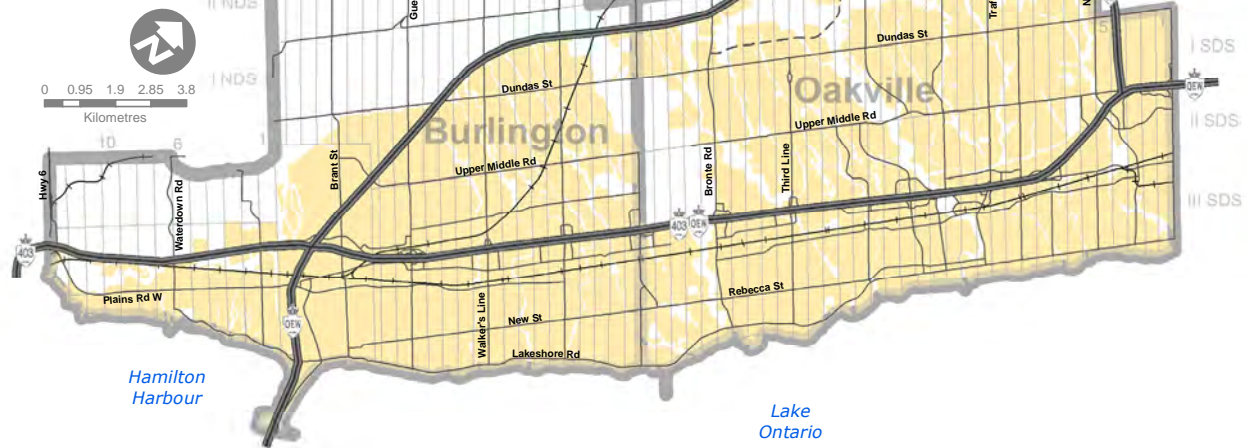 II NDS
Dundas St
I SDS
I NDS
Dundas St
Oakville
5
QEW
0 0.95 1.9 2.85 3.8
Kilometres
Burlington
Upper Middle Rd
II SDS
10
6
1
Upper Middle Rd
Brant St
Bronte Rd
Third Line
Hwy 6
Waterdown Rd
III SDS
403
403
QEW
Plains Rd W
Rebecca St
QEW
New St
Walker's Line
Lakeshore Rd
Hamilton
Harbour
Lake
Ontario